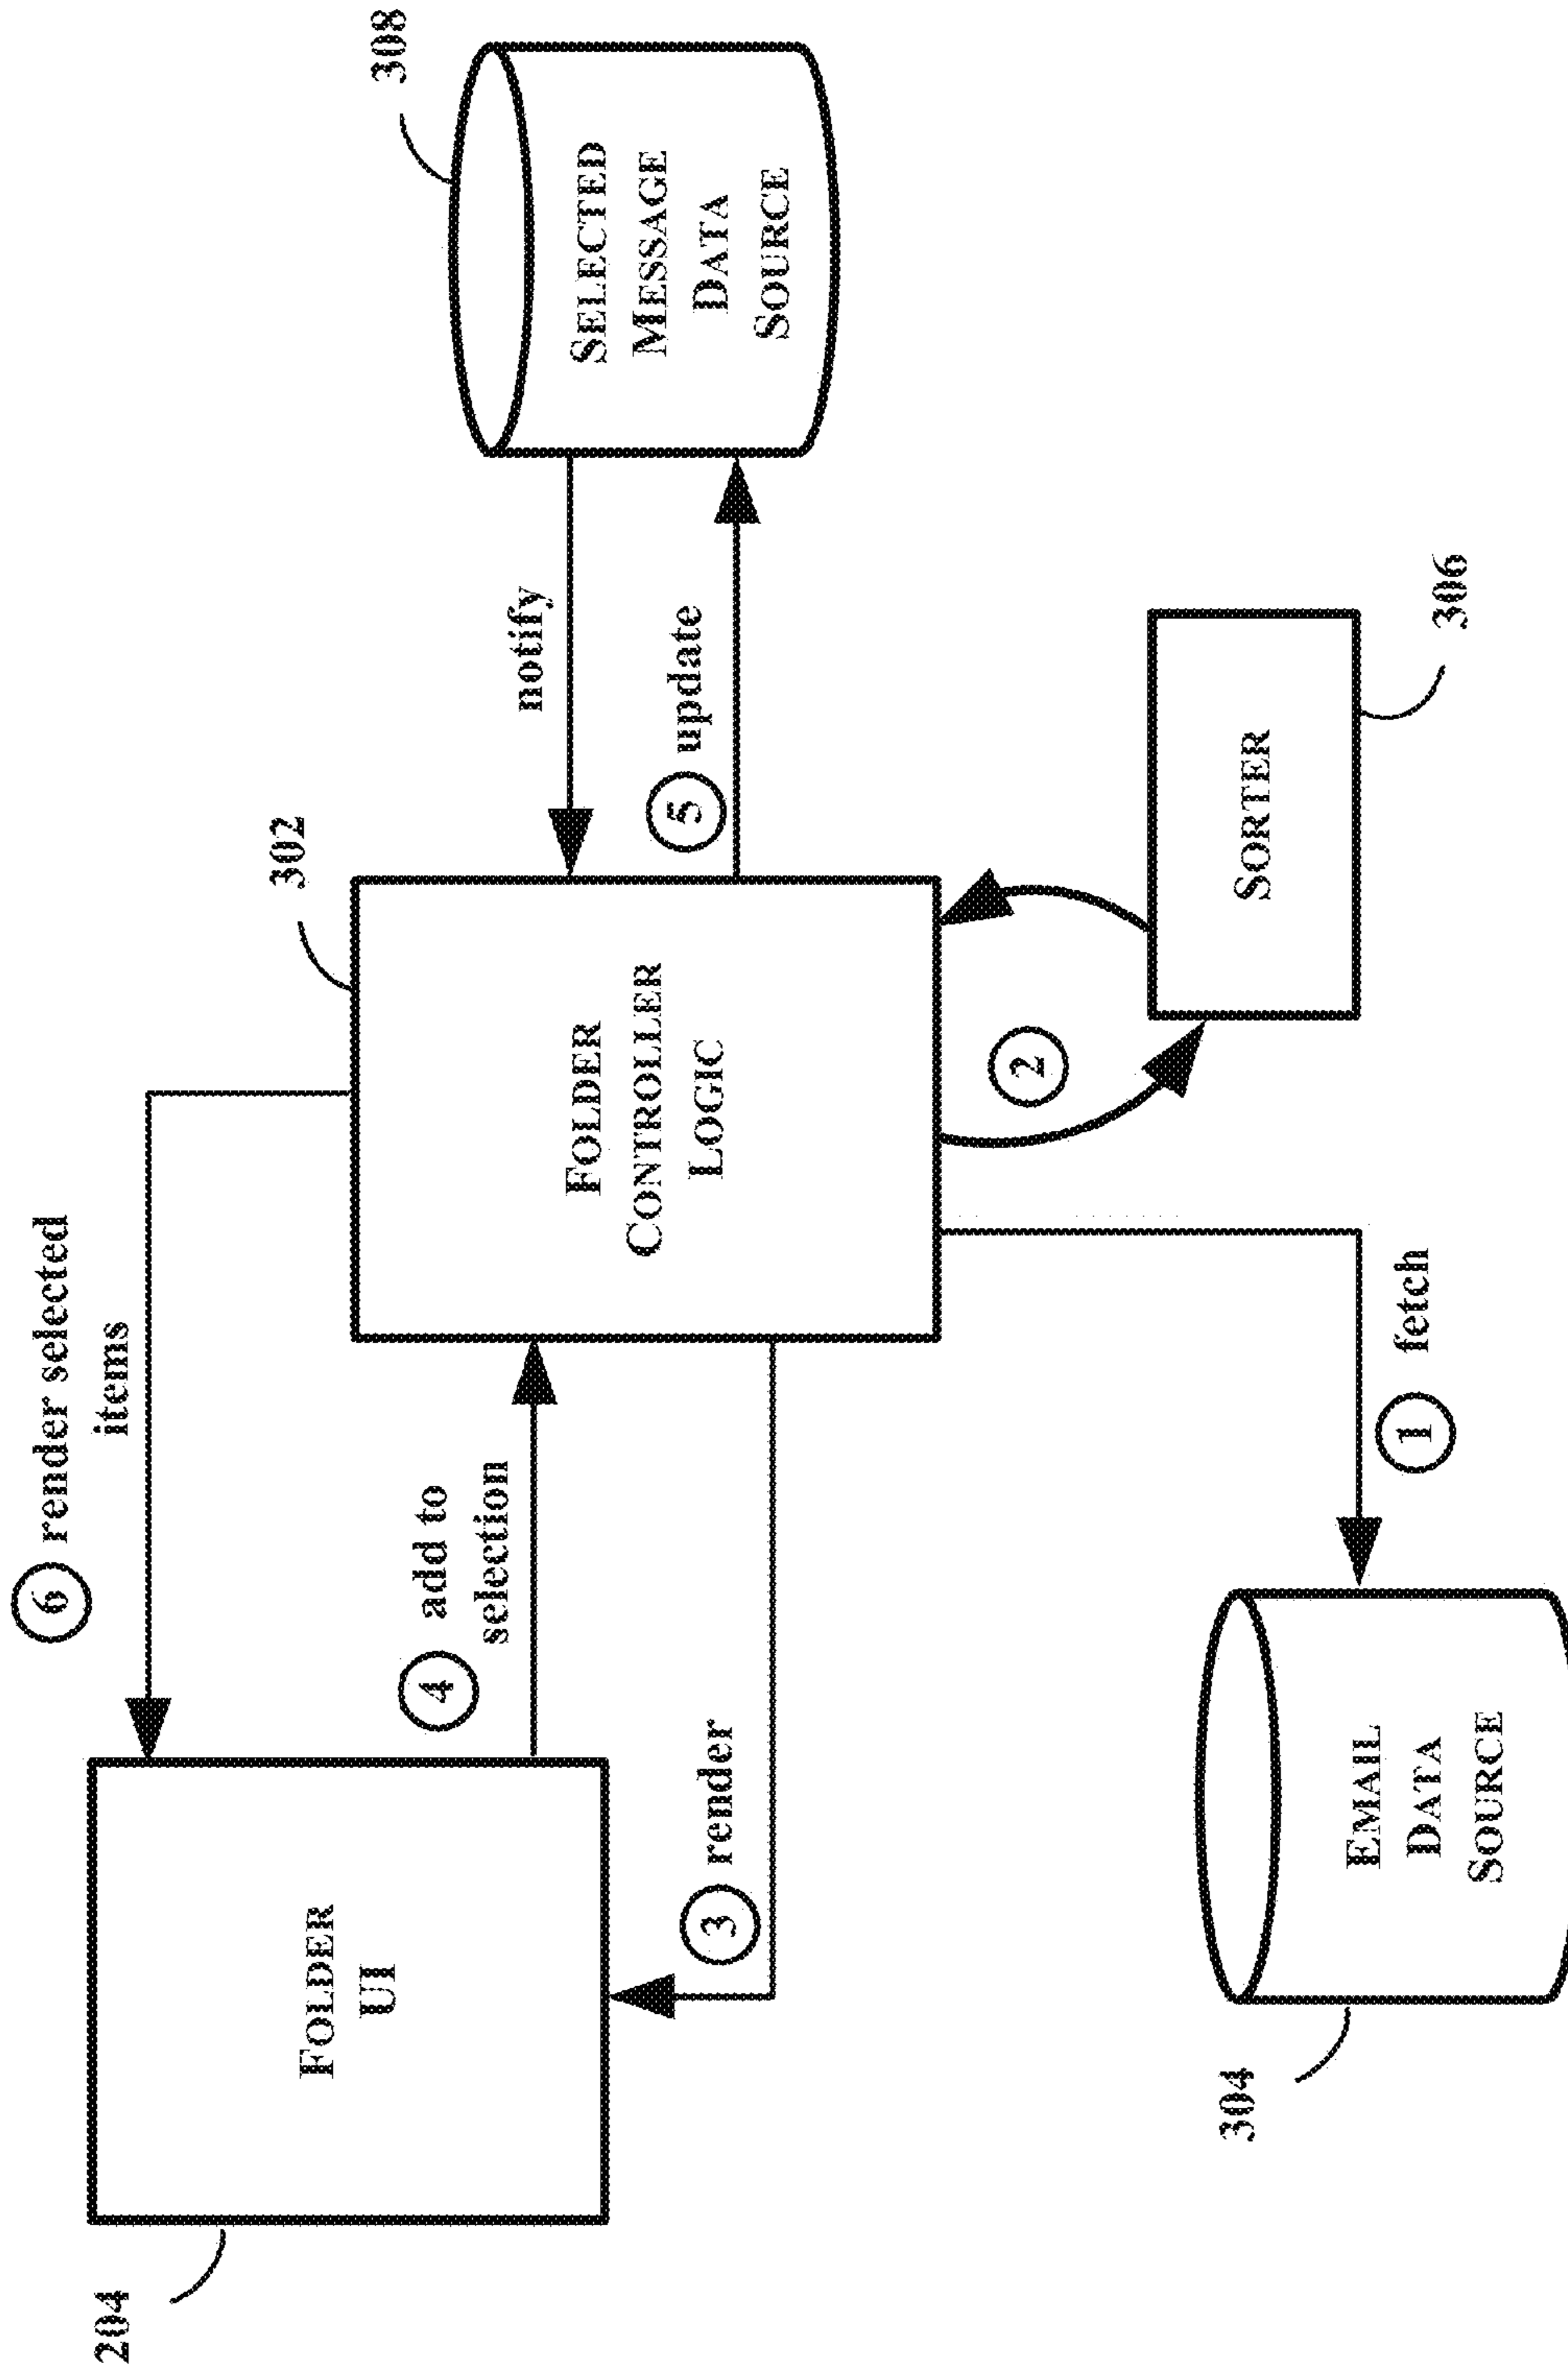 6 render selected
items
302
308
204
FOLDER
UI
4 add to
selection
FOLDER
CONTROLLER
LOGIC
notify
SELECTED
MESSAGE
DATA
SOURCE
3 render
5 update
2
304
EMAIL
DATA
SOURCE
1 fetch
SORTER
306